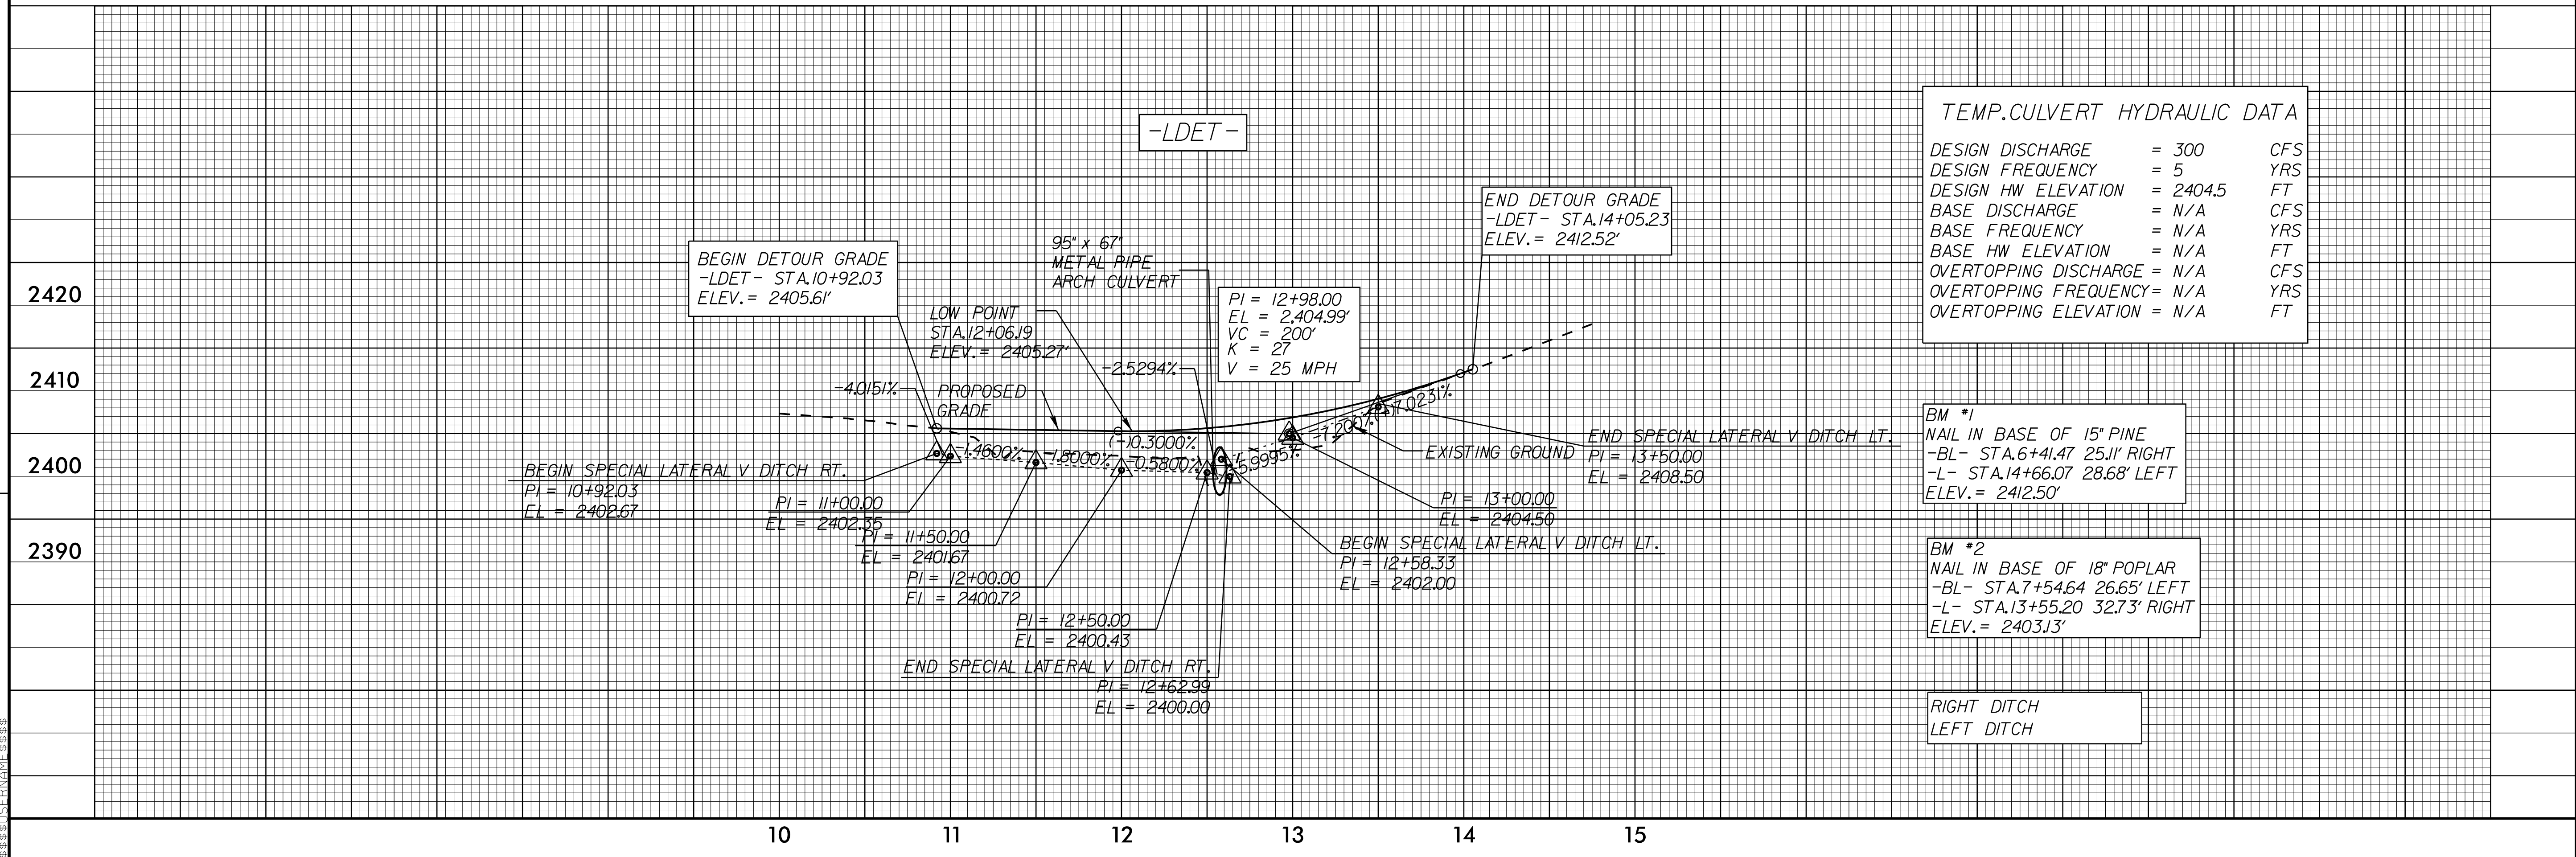 -LDET-
TEMP.CULVERT HYDRAULIC DATA
DESIGN DISCHARGE = 300 CFS
DESIGN FREQUENCY = 5 YRS
DESIGN HW ELEVATION = 2404.5 FT
BASE DISCHARGE = N/A CFS
BASE FREQUENCY = N/A YRS
BASE HW ELEVATION = N/A FT
OVERTOPPING DISCHARGE = N/A CFS
OVERTOPPING FREQUENCY = N/A YRS
OVERTOPPING ELEVATION = N/A FT
END DETOUR GRADE
-LDET- STA.14+05.23
ELEV.= 2412.52'
BEGIN DETOUR GRADE
-LDET- STA.10+92.03
ELEV.= 2405.61'
95" x 67"
METAL PIPE
ARCH CULVERT
PI = 12+98.00
EL = 2,404.99'
VC = 200'
K = 27
V = 25 MPH
LOW POINT
STA.12+06.19
ELEV.= 2405.27'
-2.5294%
-4.0151%
PROPOSED
GRADE
2420
2410
2400
2390
(-)0.3000%
(+)7.0231%
-1.4600%
-1.8000%
-0.5800%
-5.9995%
-7.200%
EXISTING GROUND
END SPECIAL LATERAL V DITCH LT.
PI = 13+50.00
EL = 2408.50
BEGIN SPECIAL LATERAL V DITCH RT.
PI = 10+92.03
EL = 2402.67
PI = 11+00.00
EL = 2402.35
PI = 11+50.00
EL = 2401.67
PI = 12+00.00
EL = 2400.72
PI = 12+50.00
EL = 2400.43
END SPECIAL LATERAL V DITCH RT.
PI = 12+62.99
EL = 2400.00
PI = 13+00.00
EL = 2404.50
BEGIN SPECIAL LATERAL V DITCH LT.
PI = 12+58.33
EL = 2402.00
BM #1
NAIL IN BASE OF 15" PINE
-BL- STA.6+41.47 25.11' RIGHT
-L- STA.14+66.07 28.68' LEFT
ELEV.= 2412.50'
BM #2
NAIL IN BASE OF 18" POPLAR
-BL- STA.7+54.64 26.65' LEFT
-L- STA.13+55.20 32.73' RIGHT
ELEV.= 2403.13'
RIGHT DITCH
LEFT DITCH
10 11 12 13 14 15